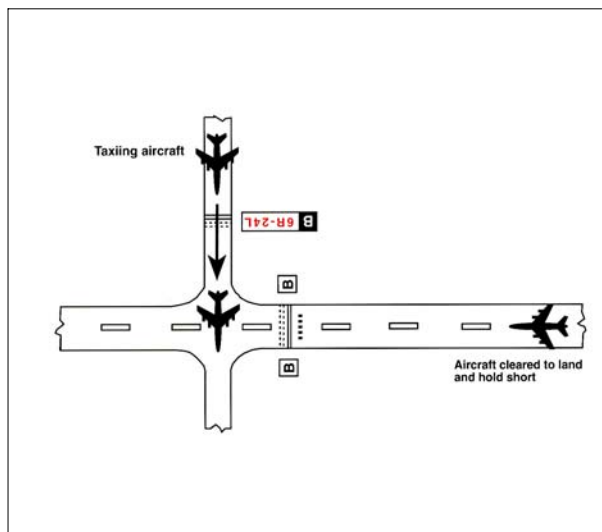 Taxiing aircraft
B 6R-24L
B
B
Aircraft cleared to land
and hold short